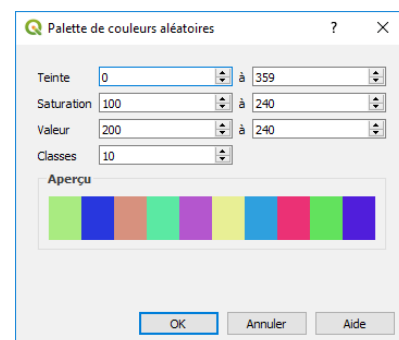 Palette de couleurs aléatoires ? ×
Teinte 0 à 359
Saturation 100 à 240
Valeur 200 à 240
Classes 10
Aperçu
OK Annuler Aide